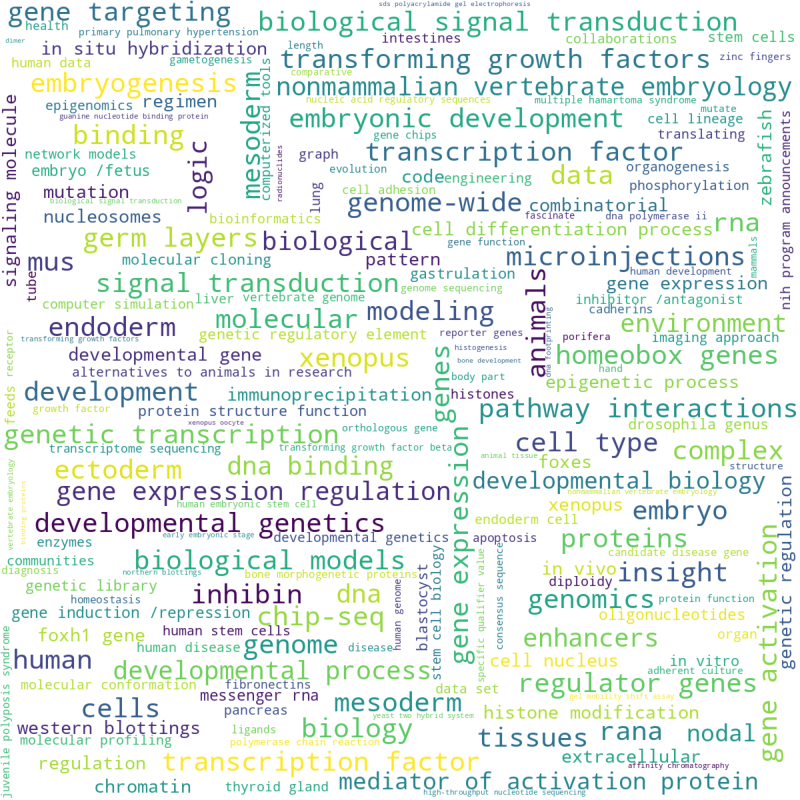 gene targeting
sds polyacrylamide gel electrophoresis
biological signal transduction
health
primary pulmonary hypertension
intestines
collaborations
stem cells
dimer
in situ hybridization
length
transforming growth factors
zinc fingers
human data
gametogenesis
comparative
embryogenesis
mesoderm
computerized tools
nonmammalian vertebrate embryology
epigenomics
regimen
nucleic acid regulatory sequences
multiple hamartoma syndrome
mutate
guanine nucleotide binding protein
embryonic development
cell lineage
signaling molecule
binding
logic
gene chips
translating
zebrafish
nih program announcements
network models
radionuclides
graph
transcription factor
organogenesis
embryo /fetus
evolution
code
engineering
data
phosphorylation
mutation
lung
cell adhesion
biological signal transduction
genome-wide
combinatorial
fascinate
dna polymerase ii
rna
nucleosomes
bioinformatics
cell differentiation process
germ layers
biological
gene function
mus
molecular cloning
pattern
microinjections
mammals
tube
signal transduction
gastrulation
human development
animals
gene expression
computer simulation
liver
vertebrate genome
genome sequencing
inhibitor /antagonist
cadherins
endoderm
molecular
modeling
dna footprinting
environment
transforming growth factors
genetic regulatory element
reporter genes
porifera
imaging approach
feeds
receptor
developmental gene
xenopus
histogenesis
homeobox genes
alternatives to animals in research
bone development
hand
genes
body part
epigenetic process
development
immunoprecipitation
histones
growth factor
protein structure function
pathway interactions
xenopus oocyte
orthologous gene
drosophila genus
genetic transcription
gene expression
cell type
complex
transcriptome sequencing
transforming growth factor beta
animal tissue
foxes
structure
vertebrate embryology
binding proteins
ectoderm
dna binding
developmental biology
gene activation
gene expression regulation
nonmammalian vertebrate embryology
human embryonic stem cell
xenopus
embryo
genetic regulation
developmental genetics
early embryonic stage
developmental genetics
apoptosis
endoderm cell
enzymes
proteins
communities
biological models
candidate disease gene
diagnosis
northern blottings
bone morphogenetic proteins
blastocyst
stem cell biology
specific qualifier value
consensus sequence
in vivo
insight
genetic library
human genome
diploidy
homeostasis
inhibin
dna
genomics
protein function
gene induction /repression
chip-seq
oligonucleotides
foxh1 gene
human stem cells
enhancers
organ
human disease
genome
disease
juvenile polyposis syndrome
human
developmental process
cell nucleus
in vitro
adherent culture
molecular conformation
fibronectins
data set
regulator genes
messenger rna
mesoderm
gel mobility shift assay
cells
pancreas
yeast two hybrid system
histone modification
western blottings
ligands
biology
tissues
rana
nodal
molecular profiling
polymerase chain reaction
extracellular
regulation
transcription factor
affinity chromatography
chromatin
thyroid gland
mediator of activation protein
high-throughput nucleotide sequencing